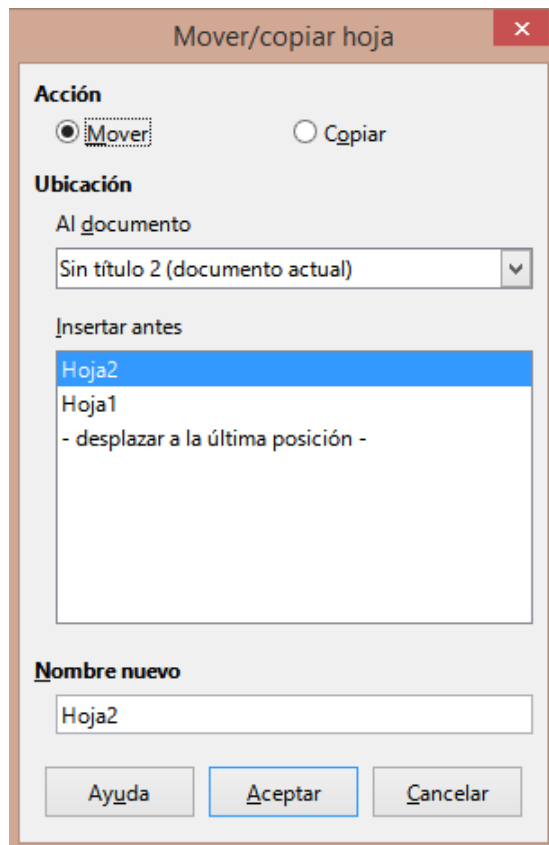 Mover/copiar hoja
Acción
Mover Copiar
Ubicación
Al documento
Sin título 2 (documento actual)
Insertar antes
Hoja2
Hoja1
- desplazar a la última posición -
Nombre nuevo
Hoja2
Ayuda Aceptar Cancelar